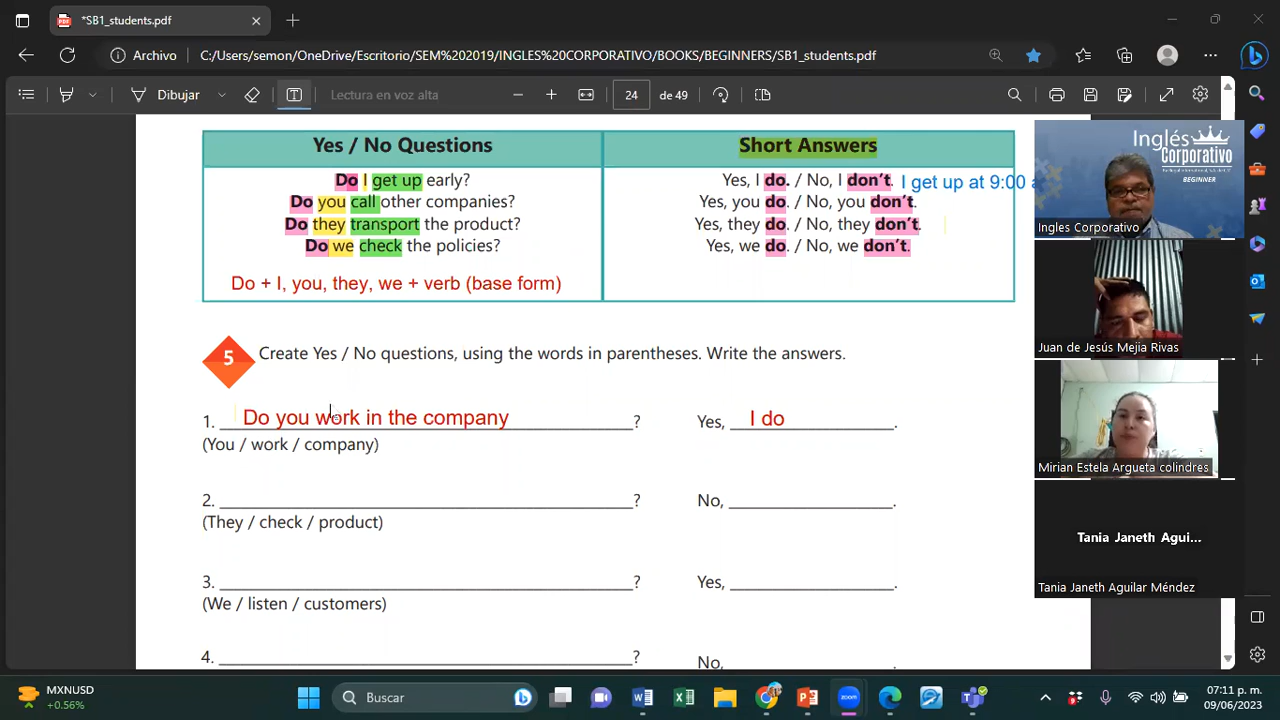 *SB1_students.pdf
Archivo C:/Users/semon/OneDrive/Escritorio/SEM%202019/INGLES%20CORPORATIVO/BOOKS/BEGINNERS/SB1_students.pdf
Dibujar Lectura en voz alta 24 de 49
Yes / No Questions Short Answers
Do I get up early? Yes, I do. / No, I don't. I get up at 9:00 a
Do you call other companies? Yes, you do. / No, you don't.
Do they transport the product? Yes, they do. / No, they don't.
Do we check the policies? Yes, we do. / No, we don't.
Do + I, you, they, we + verb (base form)
5 Create Yes / No questions, using the words in parentheses. Write the answers.
1. Do you work in the company ? Yes, I do .
(You / work / company)
2. ? No, .
(They / check / product)
3. ? Yes, .
(We / listen / customers)
4. ? No, .
Inglés
Corporativo
BEGINNER
Ingles Corporativo
Juan de Jesús Mejia Rivas
Mirian Estela Argueta colindres
Tania Janeth Agui...
Tania Janeth Aguilar Méndez
MXNUSD
+0.56%
Buscar
zoom
07:11 p. m.
09/06/2023